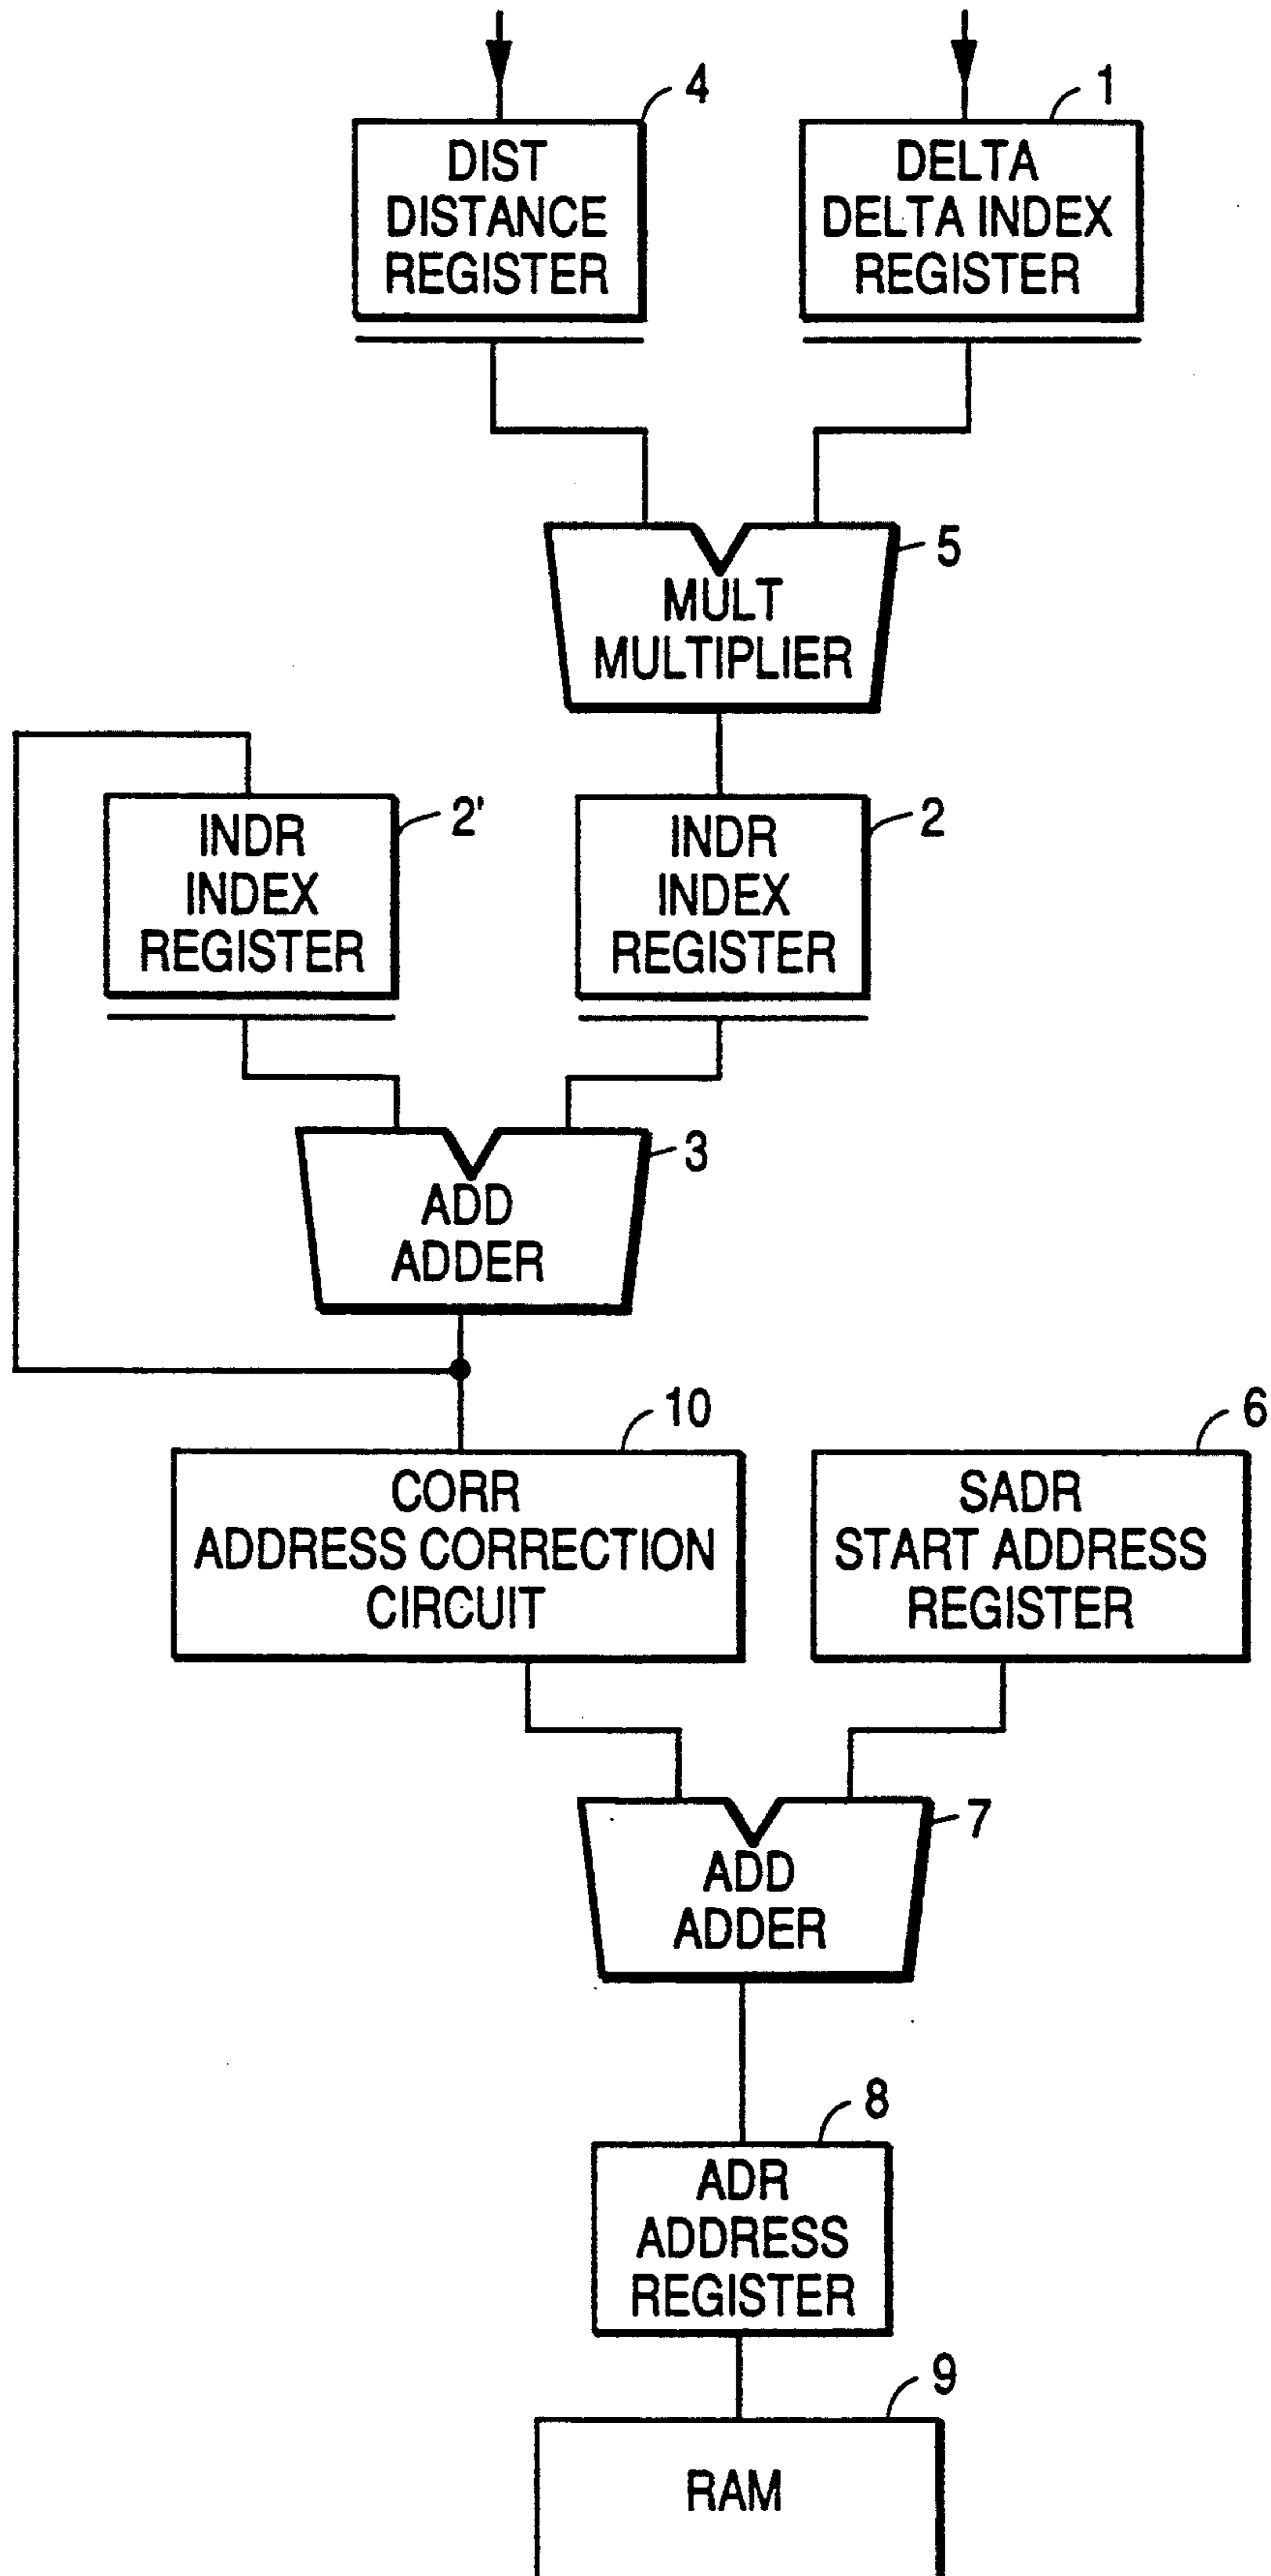 4
1
DIST
DISTANCE
REGISTER
DELTA
DELTA INDEX
REGISTER
5
MULT
MULTIPLIER
2'
2
INDR
INDEX
REGISTER
INDR
INDEX
REGISTER
3
ADD
ADDER
10
6
CORR
ADDRESS CORRECTION
CIRCUIT
SADR
START ADDRESS
REGISTER
7
ADD
ADDER
8
ADR
ADDRESS
REGISTER
9
RAM